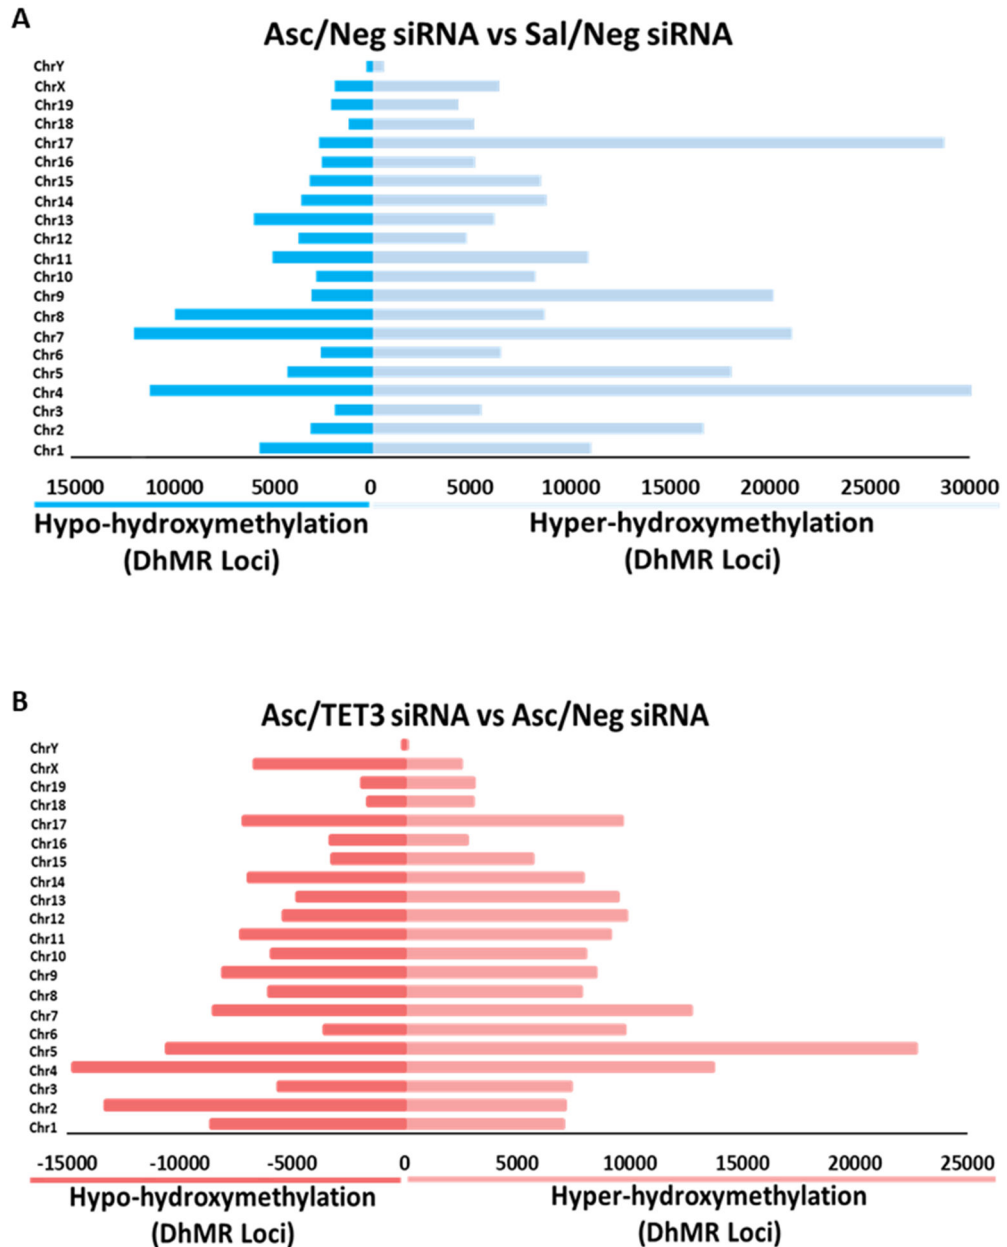 A
Asc/Neg siRNA vs Sal/Neg siRNA
ChrY
ChrX
Chr19
Chr18
Chr17
Chr16
Chr15
Chr14
Chr13
Chr12
Chr11
Chr10
Chr9
Chr8
Chr7
Chr6
Chr5
Chr4
Chr3
Chr2
Chr1
15000 10000 5000 0 5000 10000 15000 20000 25000 30000
Hypo-hydroxymethylation Hyper-hydroxymethylation
(DhMR Loci) (DhMR Loci)
B
Asc/TET3 siRNA vs Asc/Neg siRNA
ChrY
ChrX
Chr19
Chr18
Chr17
Chr16
Chr15
Chr14
Chr13
Chr12
Chr11
Chr10
Chr9
Chr8
Chr7
Chr6
Chr5
Chr4
Chr3
Chr2
Chr1
-15000 -10000 -5000 0 5000 10000 15000 20000 25000
Hypo-hydroxymethylation Hyper-hydroxymethylation
(DhMR Loci) (DhMR Loci)